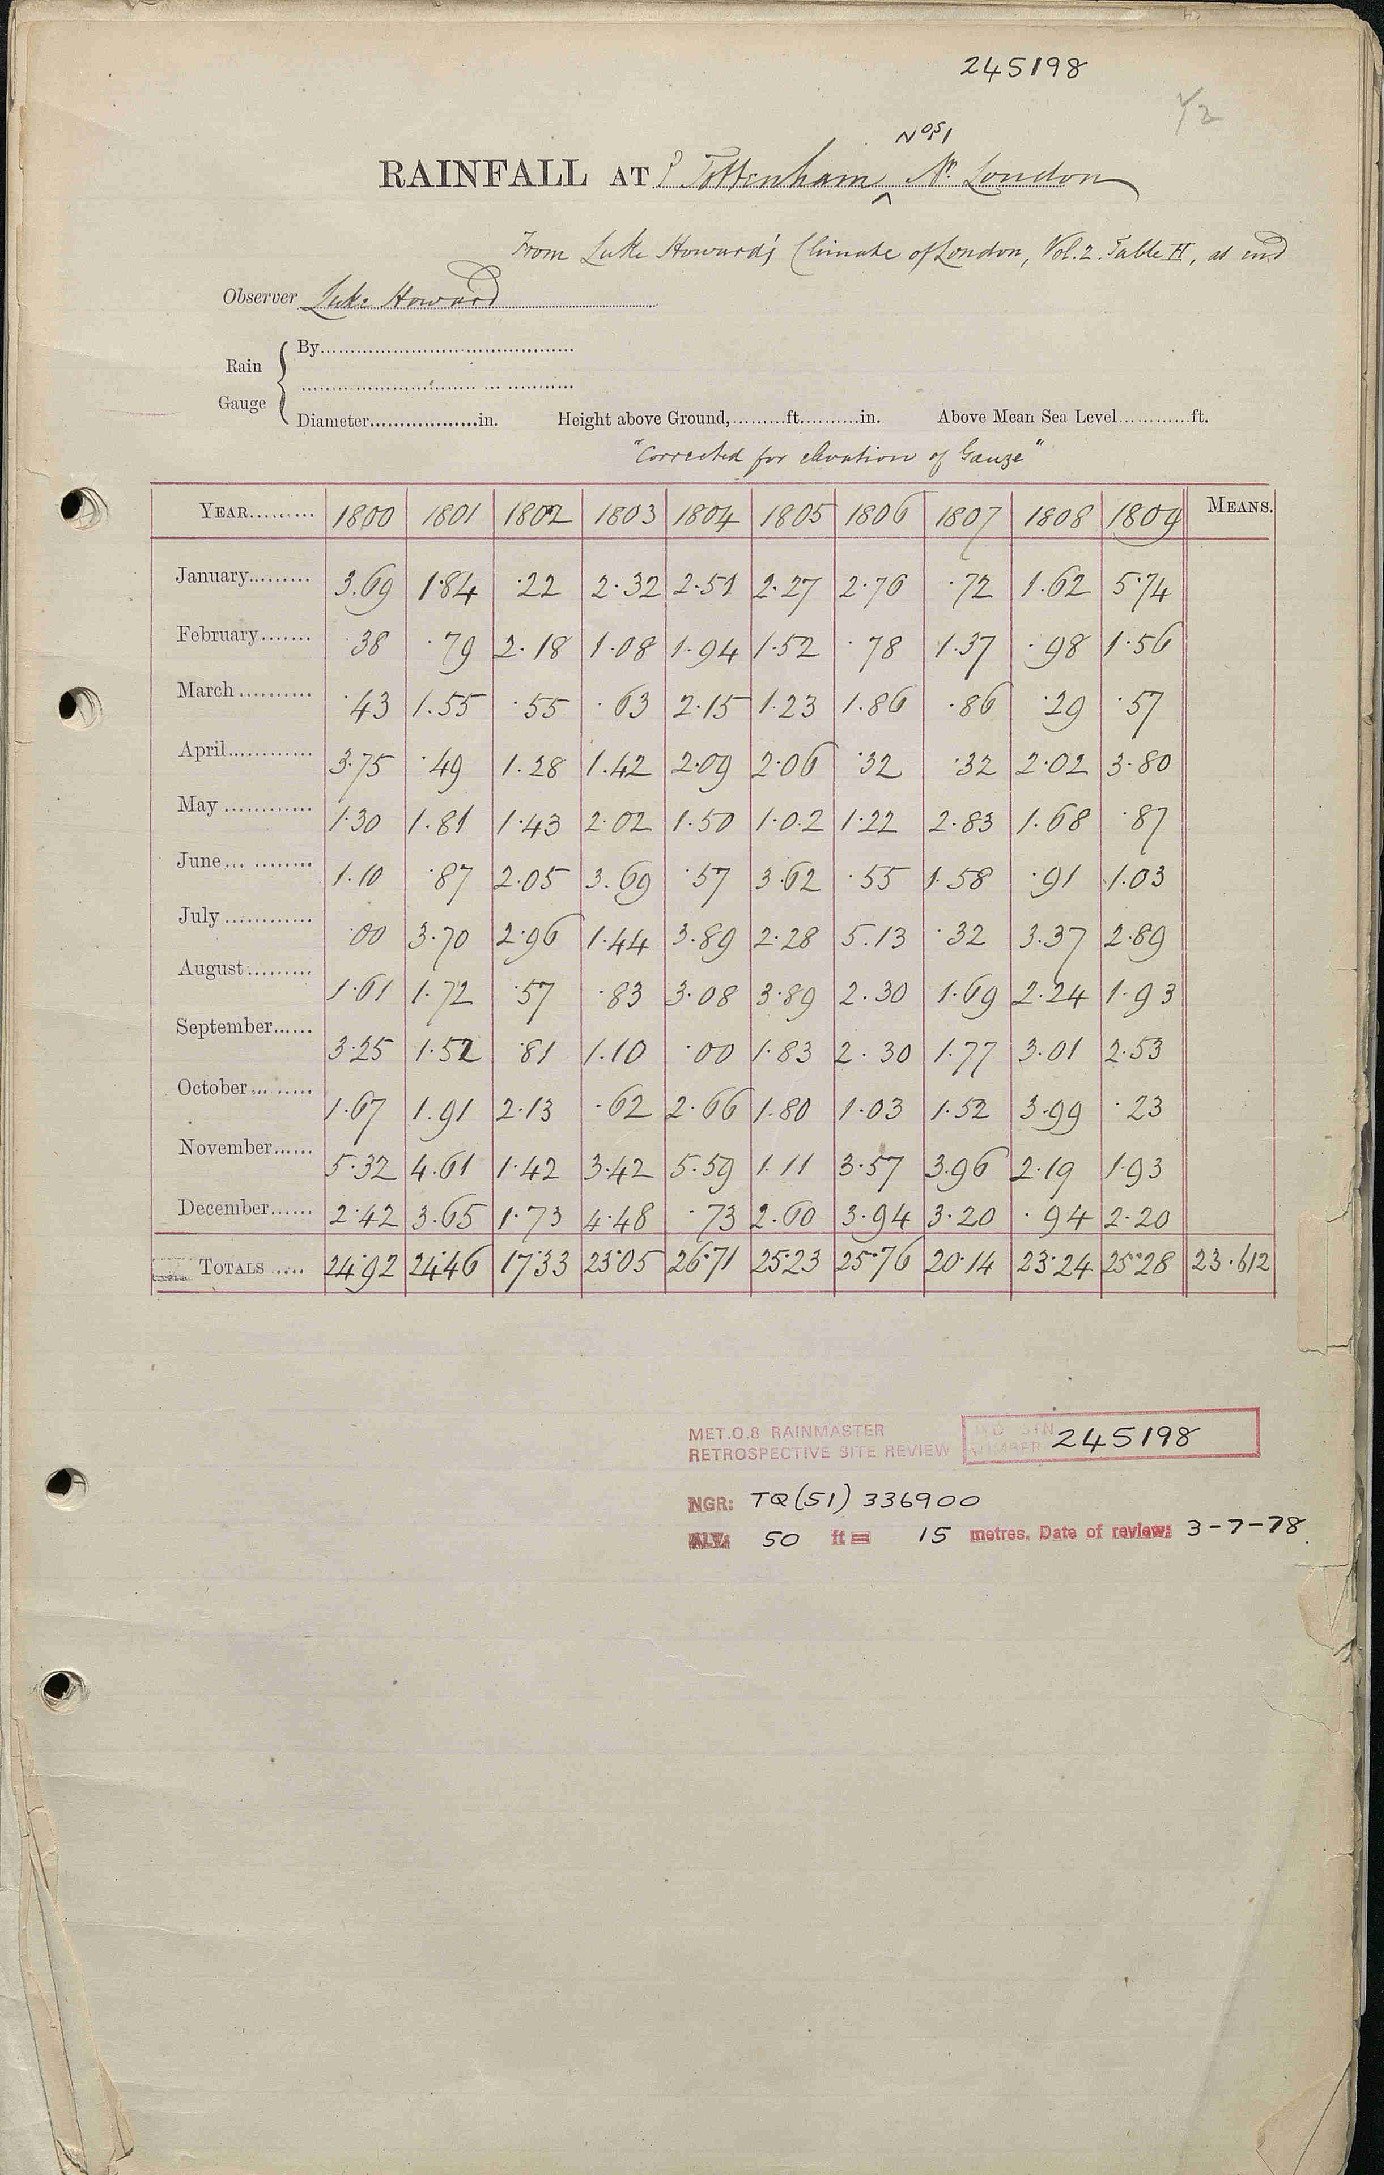 245198
1/2
Nos 1
RAINFALL AT ? Tottenham ^ Nr. London
From Luke Howard's Climate of London, Vol. 2. Table H, at end
Observer Luke Howard
Rain Gauge { By
Diameter..................in. Height above Ground,.........ft..........in. Above Mean Sea Level............ft.
"Corrected for elevation of Gauge"
YEAR......... 1800 1801 1802 1803 1804 1805 1806 1807 1808 1809 MEANS.
January......... 3.69 1.84 .22 2.32 2.51 2.27 2.76 .72 1.62 5.74
February....... .38 .79 2.18 1.08 1.94 1.52 .78 1.37 .98 1.56
March.......... .43 1.55 .55 .63 2.15 1.23 1.86 .86 .29 .57
April............ 3.75 .49 1.28 1.42 2.09 2.06 .32 .32 2.02 3.80
May............ 1.30 1.81 1.43 2.02 1.50 1.02 1.22 2.83 1.68 .87
June... ........ 1.10 .87 2.05 3.69 .57 3.62 .55 1.58 .91 1.03
July............ .00 3.70 2.96 1.44 3.89 2.28 5.13 .32 3.37 2.89
August......... 1.61 1.72 .57 .83 3.08 3.89 2.30 1.69 2.24 1.93
September...... 3.25 1.52 .81 1.10 .00 1.83 2.30 1.77 3.01 2.53
October... ..... 1.67 1.91 2.13 .62 2.66 1.80 1.03 1.52 3.99 .23
November...... 5.32 4.61 1.42 3.42 5.59 1.11 3.57 3.96 2.19 1.93
December...... 2.42 3.65 1.73 4.48 .73 2.60 3.94 3.20 .94 2.20
TOTALS ..... 24.92 24.46 17.33 23.05 26.71 25.23 25.76 20.14 23.24 25.28 23.612
MET.O.8 RAINMASTER
RETROSPECTIVE SITE REVIEW
NUMBER 245198
NGR: TQ(51) 336900
ALT: 50 ft = 15 metres. Date of review: 3-7-78.